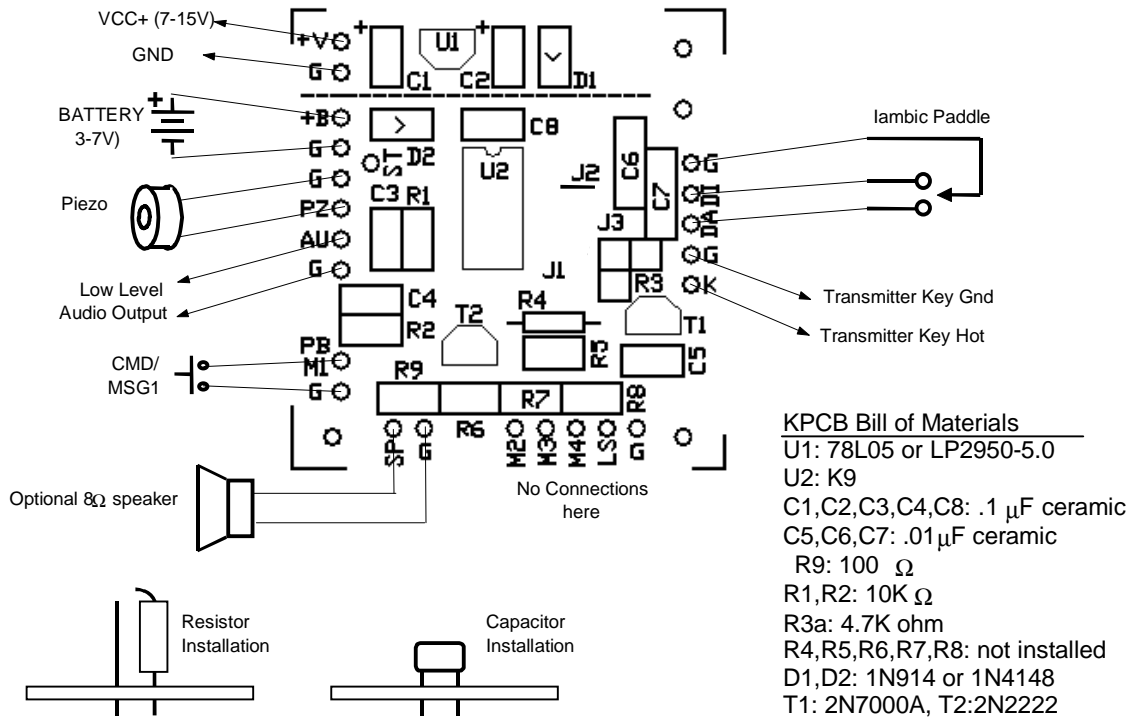 VCC+ (7-15V)
GND
BATTERY
3-7V)
+
Piezo
Low Level
Audio Output
CMD/
MSG1
Optional 8Ω speaker
+V
G
+B
G
G
PZ
AU
G
PB
M1
G
+
U1
+
C1
C2
D1
D2
C8
ST
U2
J2
C6
C7
C3
R1
J3
J1
R3
C4
R2
T2
R4
R5
T1
C5
R9
R7
R8
R6
SP
G
M2
M3
M4
LS
G
G
DI
DA
G
K
Iambic Paddle
Transmitter Key Gnd
Transmitter Key Hot
No Connections
here
KPCB Bill of Materials
U1: 78L05 or LP2950-5.0
U2: K9
C1,C2,C3,C4,C8: .1 μF ceramic
C5,C6,C7: .01μF ceramic
R9: 100 Ω
R1,R2: 10K Ω
R3a: 4.7K ohm
R4,R5,R6,R7,R8: not installed
D1,D2: 1N914 or 1N4148
T1: 2N7000A, T2:2N2222
Resistor
Installation
Capacitor
Installation